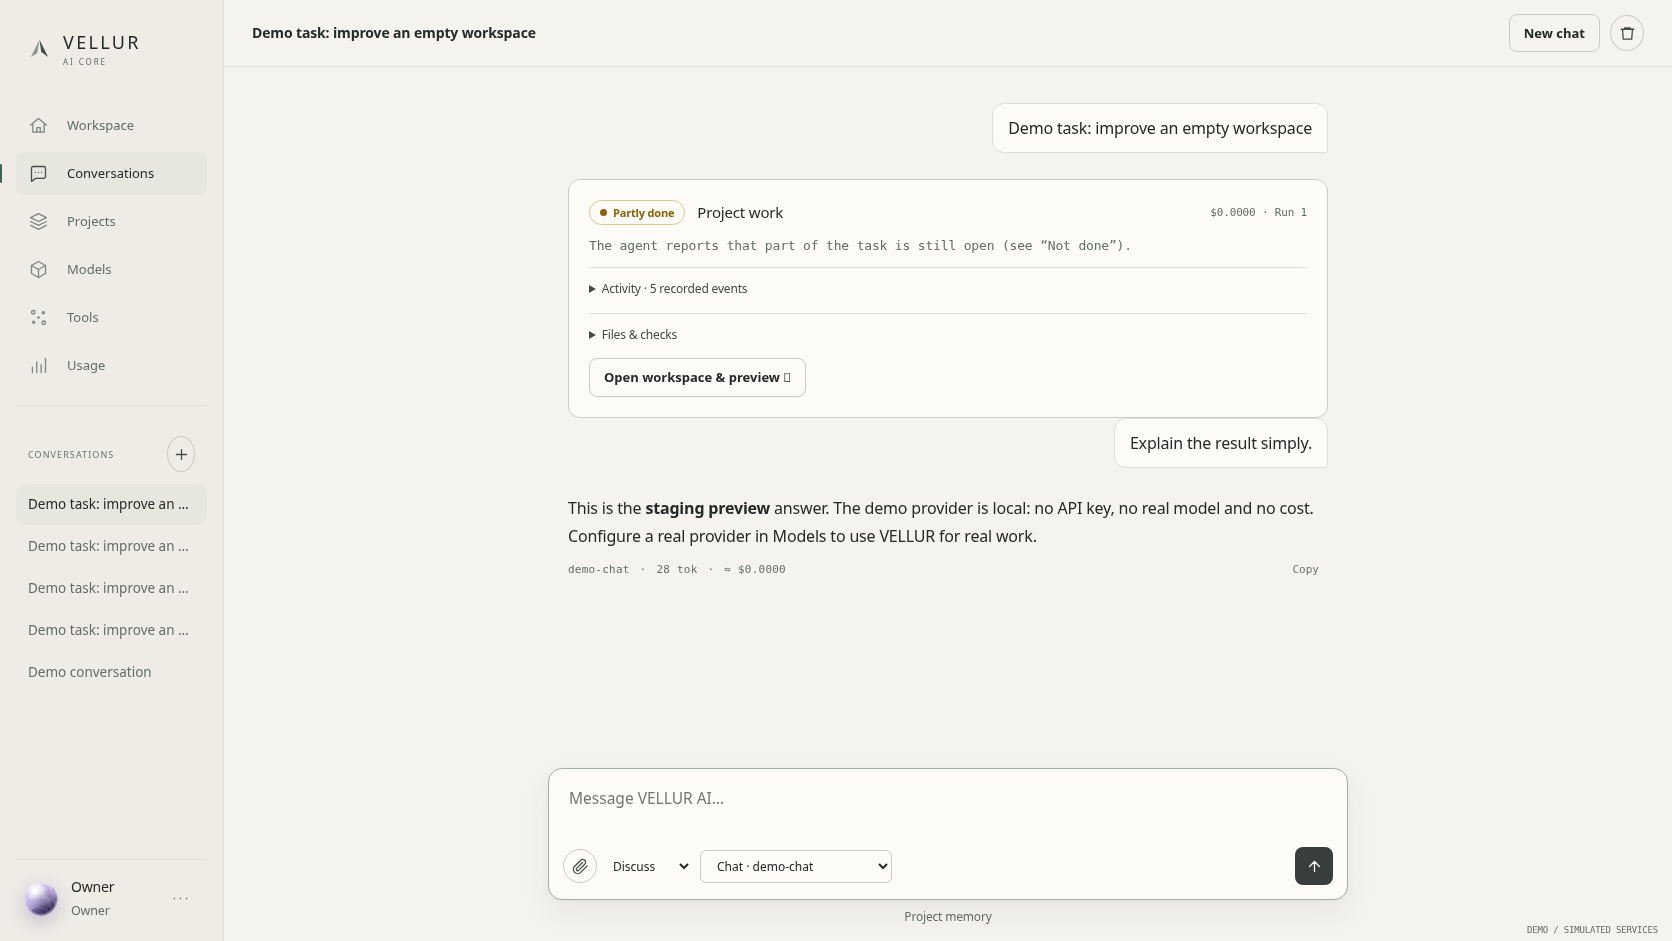 VELLUR
AI CORE
Workspace
Conversations
Projects
Models
Tools
Usage
CONVERSATIONS
Demo task: improve an ...
Demo task: improve an ...
Demo task: improve an ...
Demo task: improve an ...
Demo conversation
Owner
Owner
Demo task: improve an empty workspace
New chat
Demo task: improve an empty workspace
Partly done Project work $0.0000 · Run 1
The agent reports that part of the task is still open (see “Not done”).
Activity · 5 recorded events
Files & checks
Open workspace & preview
Explain the result simply.
This is the staging preview answer. The demo provider is local: no API key, no real model and no cost.
Configure a real provider in Models to use VELLUR for real work.
demo-chat · 28 tok · ≈ $0.0000 Copy
Message VELLUR AI...
Discuss Chat · demo-chat
Project memory
DEMO / SIMULATED SERVICES